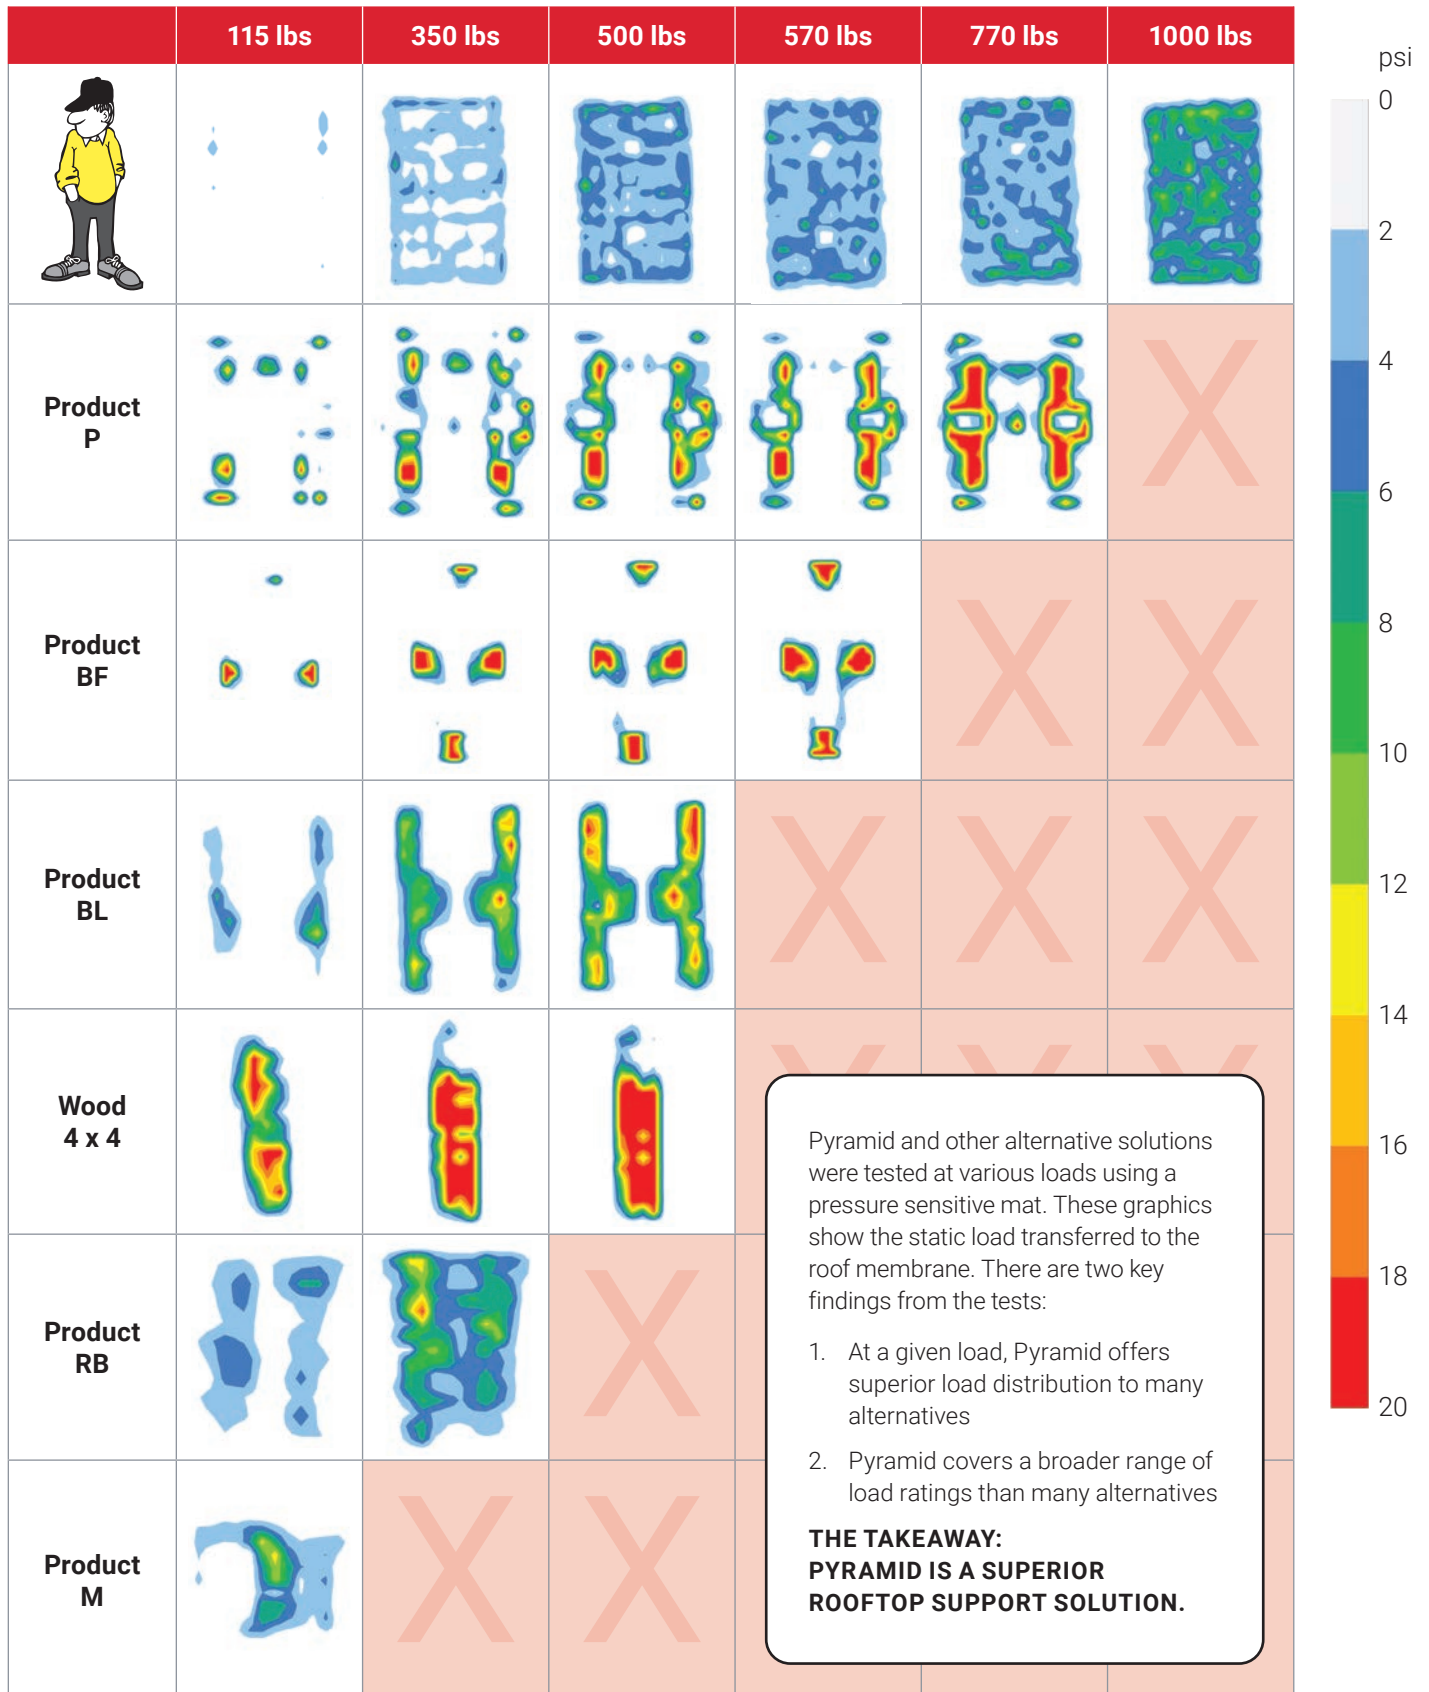 115 lbs
350 lbs
500 lbs
570 lbs
770 lbs
1000 lbs
psi
0
2
4
6
8
10
12
14
16
18
20
Product
P
X
Product
BF
X
X
Product
BL
X
X
X
Wood
4 x 4
X
X
X
Product
RB
X
Product
M
X
X
Pyramid and other alternative solutions
were tested at various loads using a
pressure sensitive mat. These graphics
show the static load transferred to the
roof membrane. There are two key
findings from the tests:
1. At a given load, Pyramid offers
superior load distribution to many
alternatives
2. Pyramid covers a broader range of
load ratings than many alternatives
THE TAKEAWAY:
PYRAMID IS A SUPERIOR
ROOFTOP SUPPORT SOLUTION.